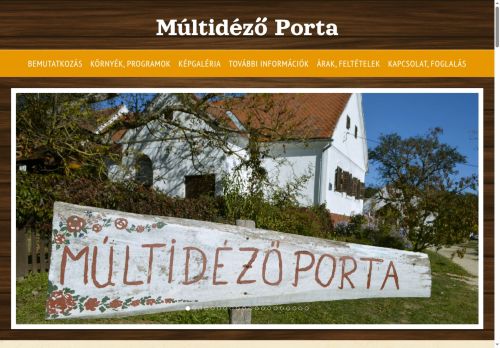 Múltidéző Porta
BEMUTATKOZÁS KÖRNYÉK, PROGRAMOK KÉPGALÉRIA TOVÁBBI INFORMÁCIÓK ÁRAK, FELTÉTELEK KAPCSOLAT, FOGLALÁS
MÚLTIDÉZŐ PORTA